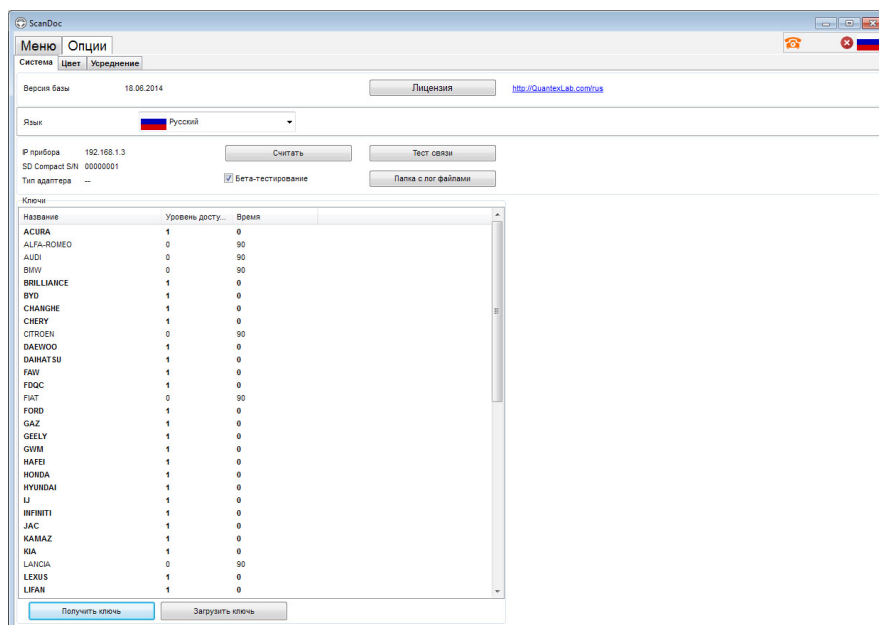 ScanDoc
Меню Опции
Система Цвет Усреднение
Версия базы 18.06.2014 Лицензия http://QuantexLab.com/rus
Язык Русский
IP прибора 192.168.1.3 Считать Тест связи
SD Compact S/N 00000001
Тип адаптера -- Бета-тестирование Папка с лог файлами
Ключи
Название Уровень досту... Время
ACURA 1 0
ALFA-ROMEO 0 90
AUDI 0 90
BMW 0 90
BRILLIANCE 1 0
BYD 1 0
CHANGHE 1 0
CHERY 1 0
CITROEN 0 90
DAEWOO 1 0
DAIHATSU 1 0
FAW 1 0
FDQC 1 0
FIAT 0 90
FORD 1 0
GAZ 1 0
GEELY 1 0
GWM 1 0
HAFEI 1 0
HONDA 1 0
HYUNDAI 1 0
IJ 1 0
INFINITI 1 0
JAC 1 0
KAMAZ 1 0
KIA 1 0
LANCIA 0 90
LEXUS 1 0
LIFAN 1 0
Получить ключь Загрузить ключь